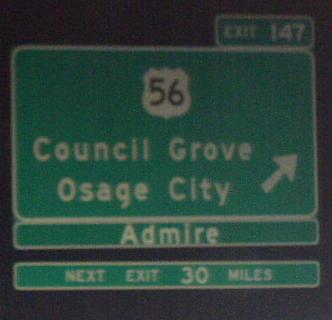 EXIT 147
56
Council Grove
Osage City
Admire
NEXT EXIT 30 MILES